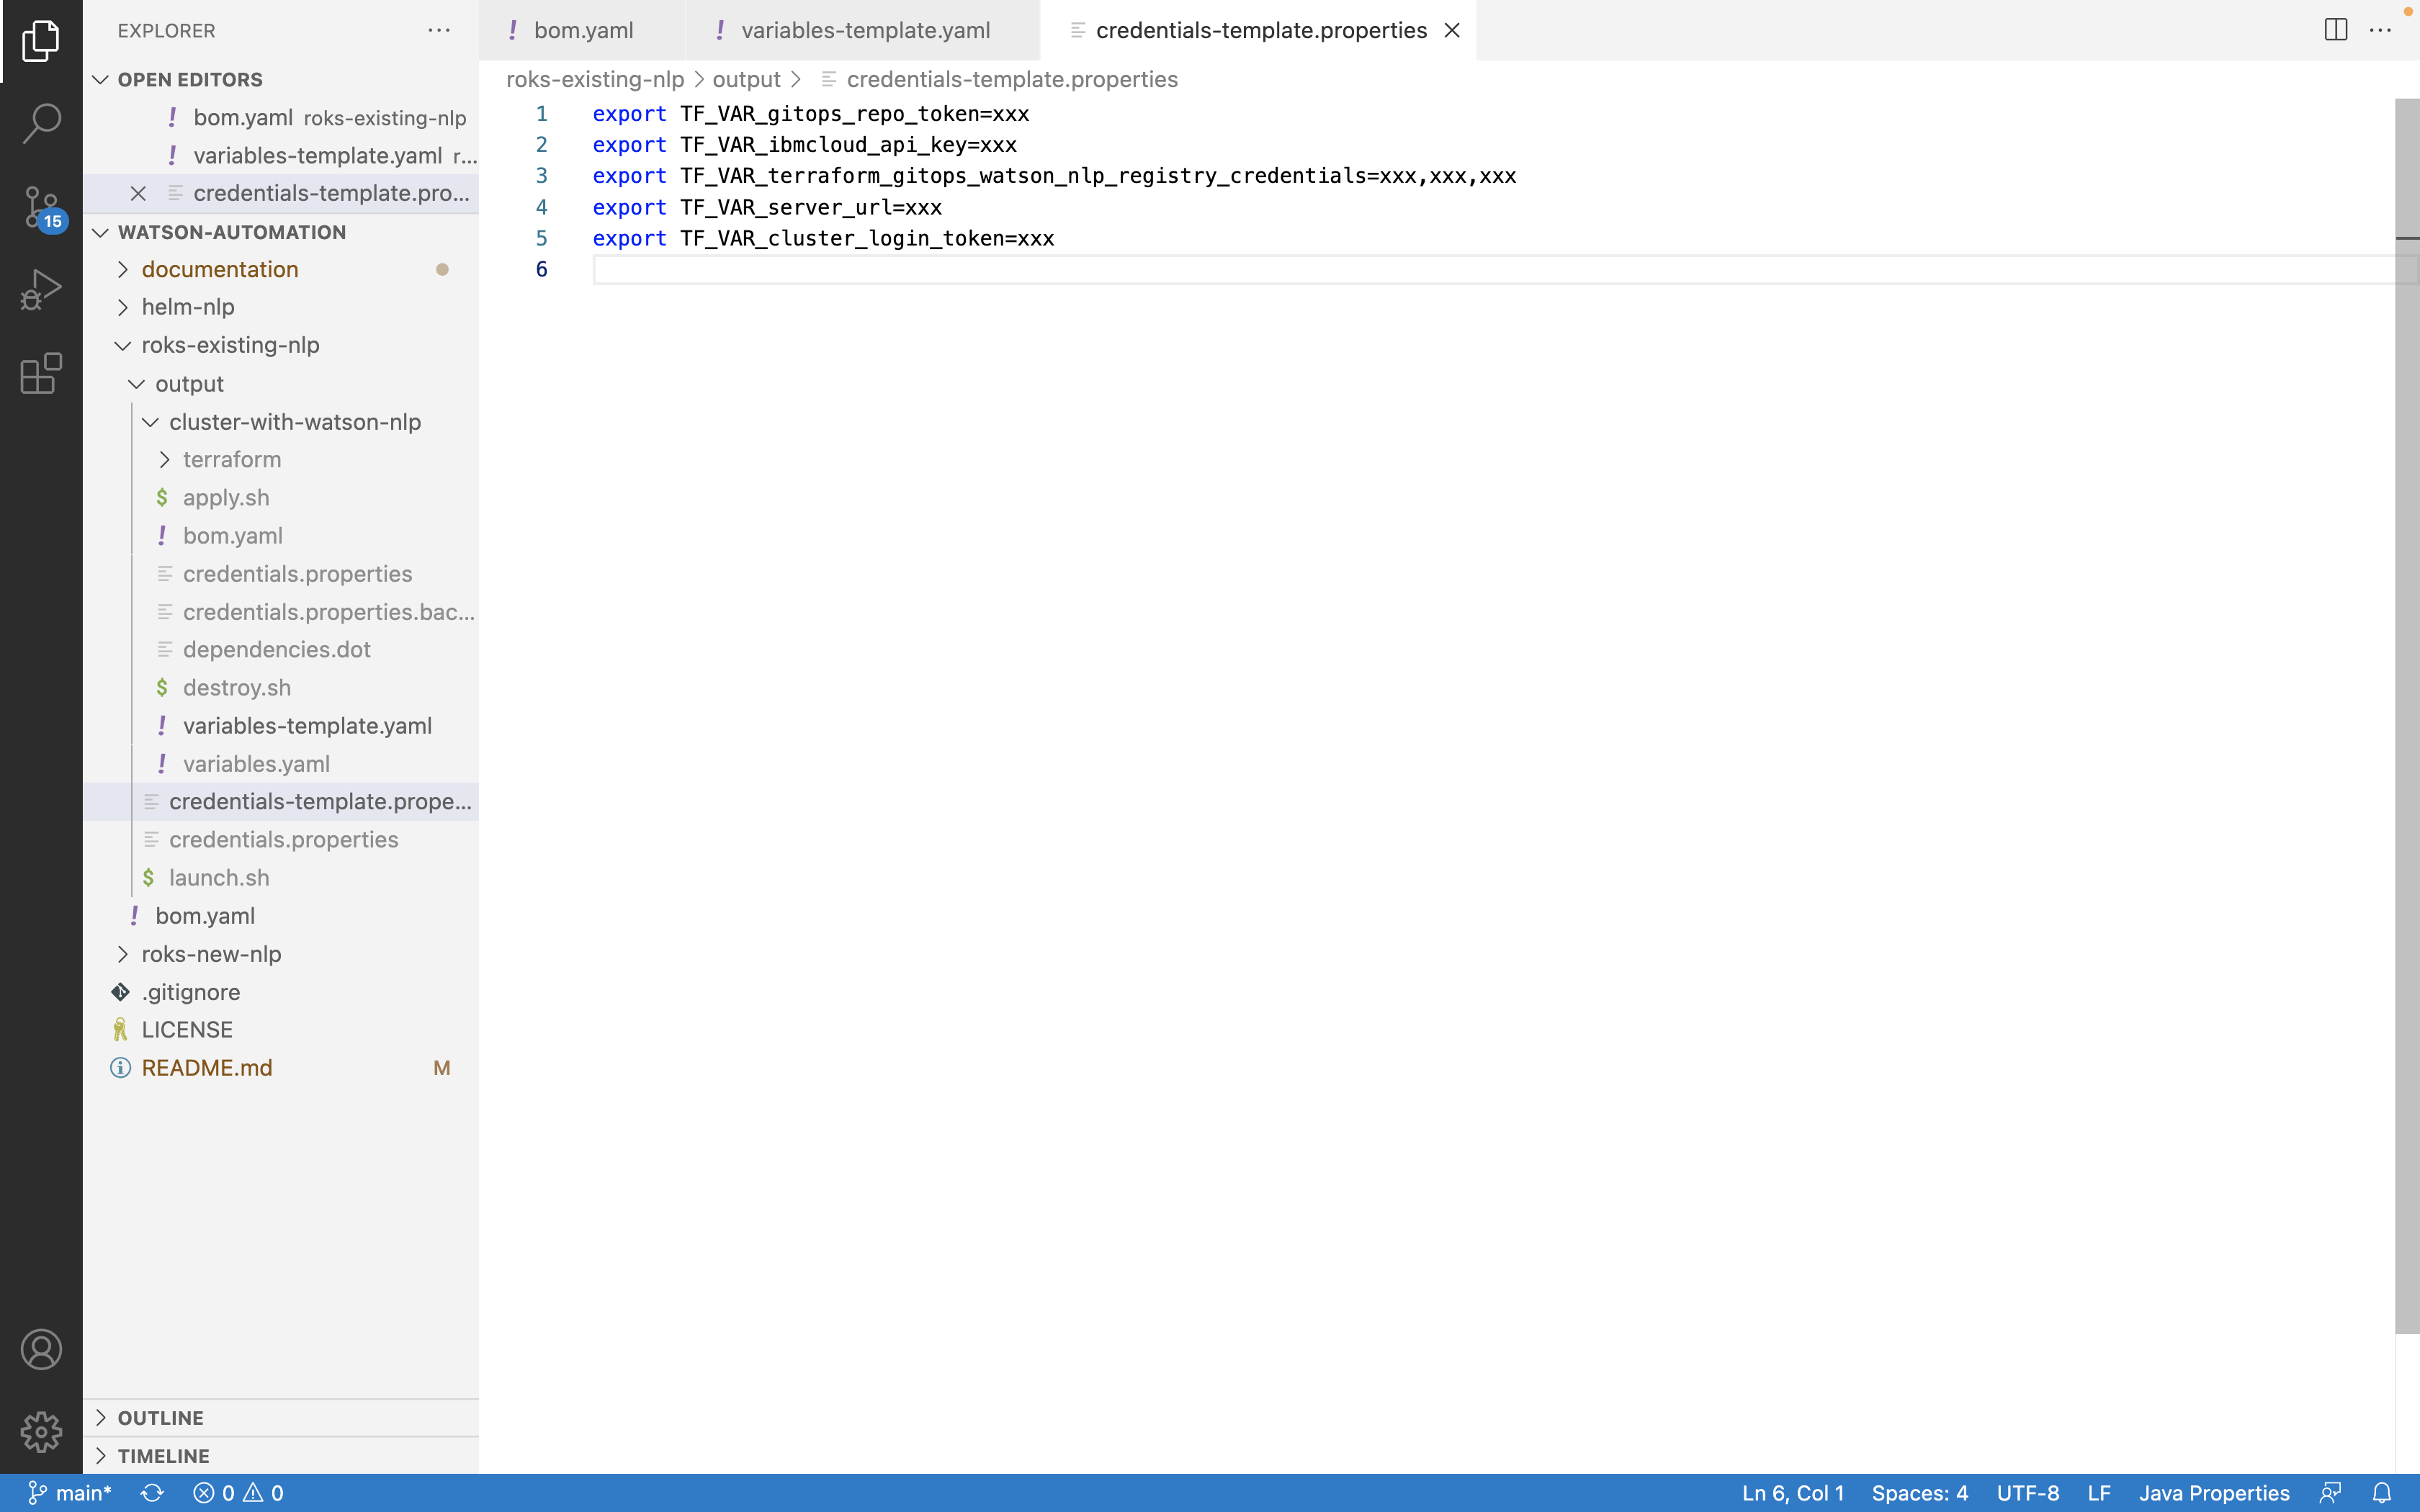 EXPLORER
OPEN EDITORS
bom.yaml roks-existing-nlp
variables-template.yaml r...
credentials-template.pro...
15
WATSON-AUTOMATION
documentation
helm-nlp
roks-existing-nlp
output
cluster-with-watson-nlp
terraform
apply.sh
bom.yaml
credentials.properties
credentials.properties.bac...
dependencies.dot
destroy.sh
variables-template.yaml
variables.yaml
credentials-template.prope...
credentials.properties
launch.sh
bom.yaml
roks-new-nlp
.gitignore
LICENSE
README.md M
OUTLINE
TIMELINE
bom.yaml variables-template.yaml credentials-template.properties
roks-existing-nlp > output > credentials-template.properties
1 export TF_VAR_gitops_repo_token=xxx
2 export TF_VAR_ibmcloud_api_key=xxx
3 export TF_VAR_terraform_gitops_watson_nlp_registry_credentials=xxx,xxx,xxx
4 export TF_VAR_server_url=xxx
5 export TF_VAR_cluster_login_token=xxx
6
main* 0 0 Ln 6, Col 1 Spaces: 4 UTF-8 LF Java Properties